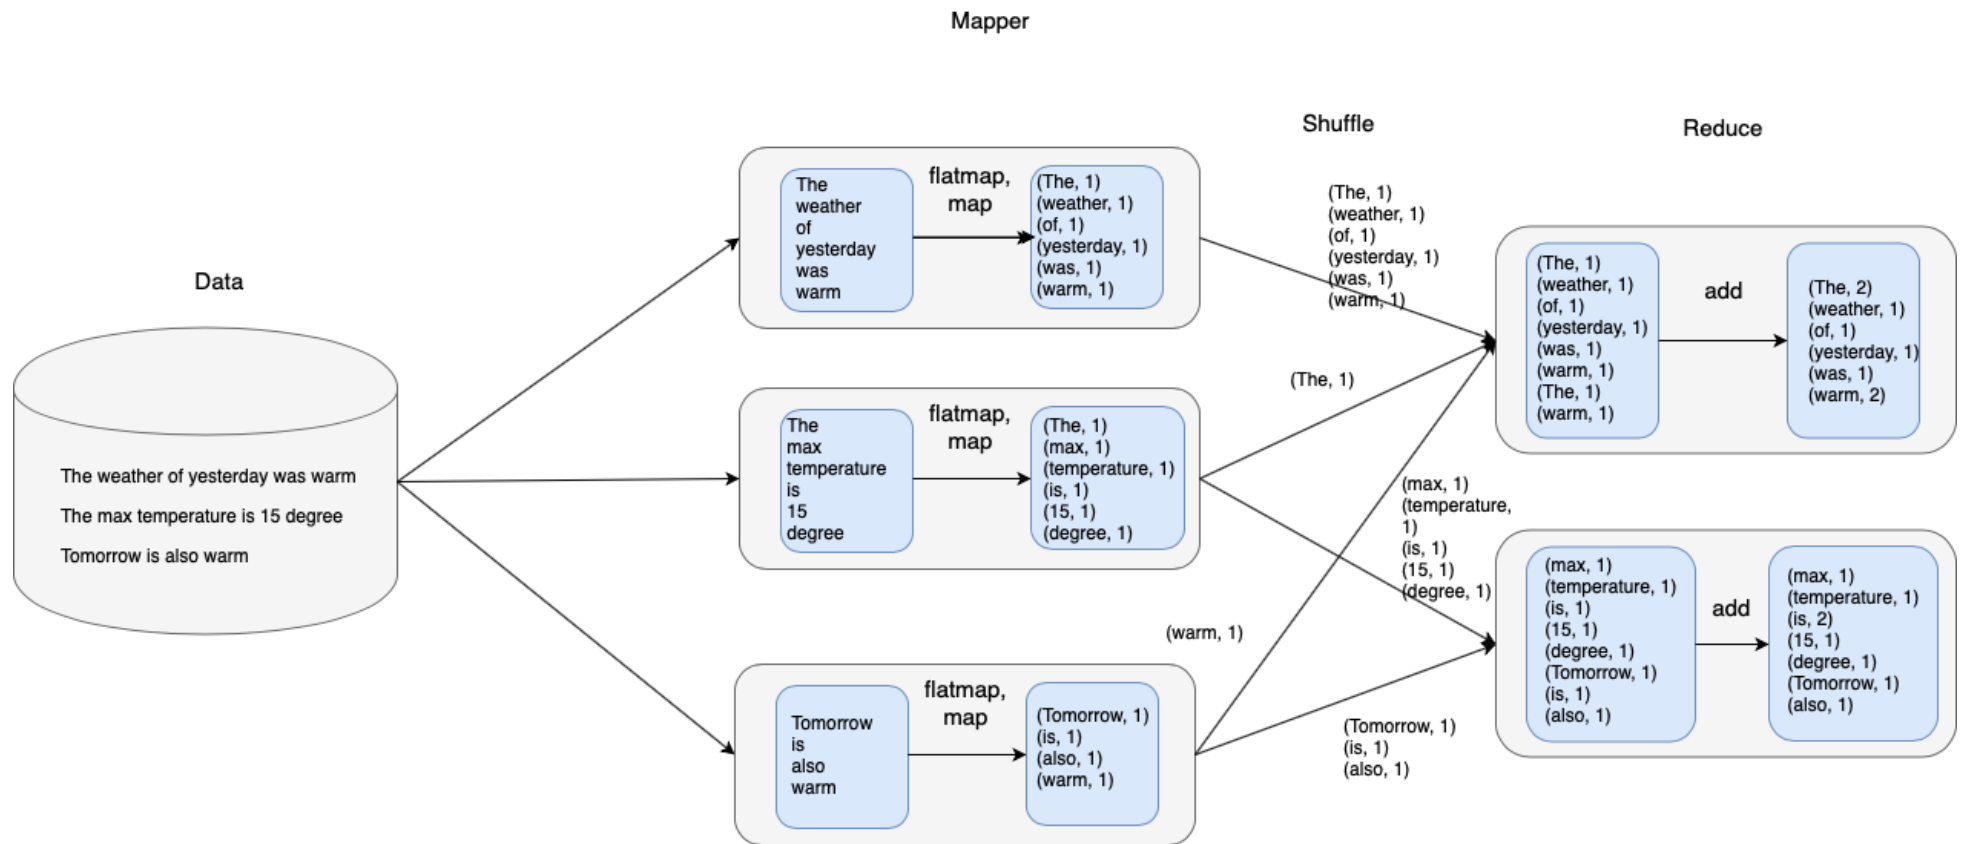 Mapper
Data
The weather of yesterday was warm
The max temperature is 15 degree
Tomorrow is also warm
The
weather
of
yesterday
was
warm
flatmap,
map
(The, 1)
(weather, 1)
(of, 1)
(yesterday, 1)
(was, 1)
(warm, 1)
The
max
temperature
is
15
degree
flatmap,
map
(The, 1)
(max, 1)
(temperature, 1)
(is, 1)
(15, 1)
(degree, 1)
Tomorrow
is
also
warm
flatmap,
map
(Tomorrow, 1)
(is, 1)
(also, 1)
(warm, 1)
Shuffle
(The, 1)
(weather, 1)
(of, 1)
(yesterday, 1)
(was, 1)
(warm, 1)
(The, 1)
(max, 1)
(temperature,
1)
(is, 1)
(15, 1)
(degree, 1)
(warm, 1)
(Tomorrow, 1)
(is, 1)
(also, 1)
Reduce
(The, 1)
(weather, 1)
(of, 1)
(yesterday, 1)
(was, 1)
(warm, 1)
(The, 1)
(warm, 1)
add
(The, 2)
(weather, 1)
(of, 1)
(yesterday, 1)
(was, 1)
(warm, 2)
(max, 1)
(temperature, 1)
(is, 1)
(15, 1)
(degree, 1)
(Tomorrow, 1)
(is, 1)
(also, 1)
add
(max, 1)
(temperature, 1)
(is, 2)
(15, 1)
(degree, 1)
(Tomorrow, 1)
(also, 1)